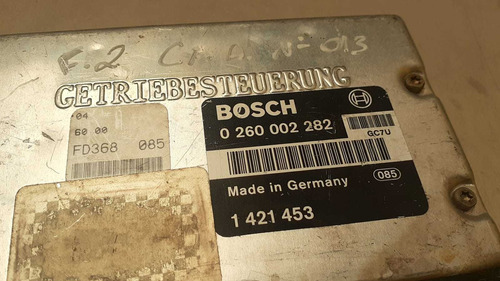 F.2
GETRIEBESTEUERUNG
04
60 00
FD368 085
BOSCH
0 260 002 282
GC7U
Made in Germany
085
1 421 453